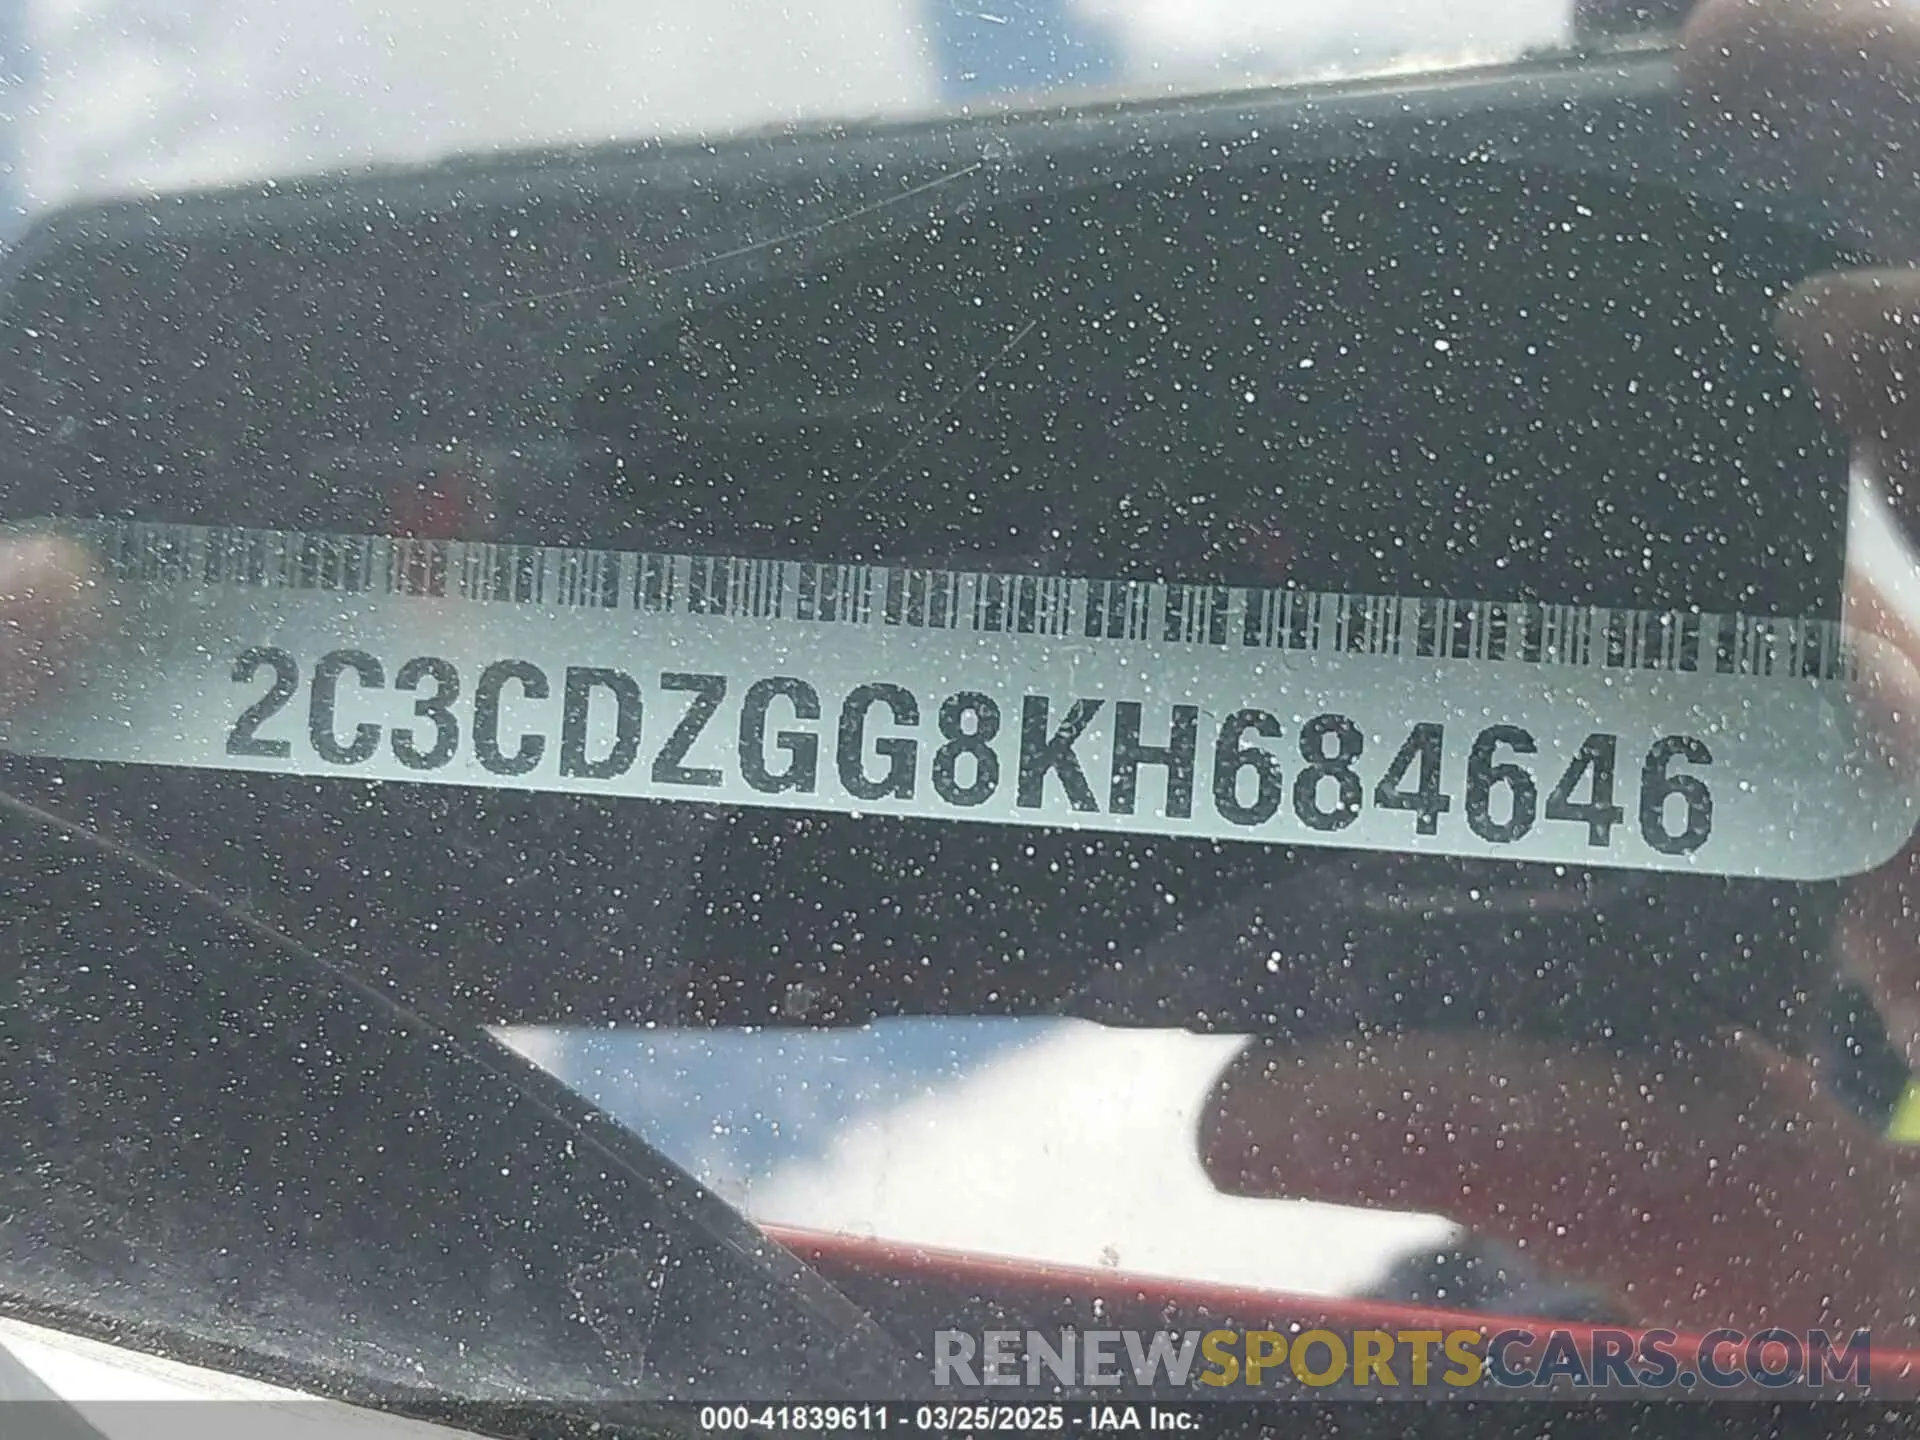 2C3CDZGG8KH684646
RENEWSPORTSCARS.COM
000-41839611 - 03/25/2025 - IAA Inc.